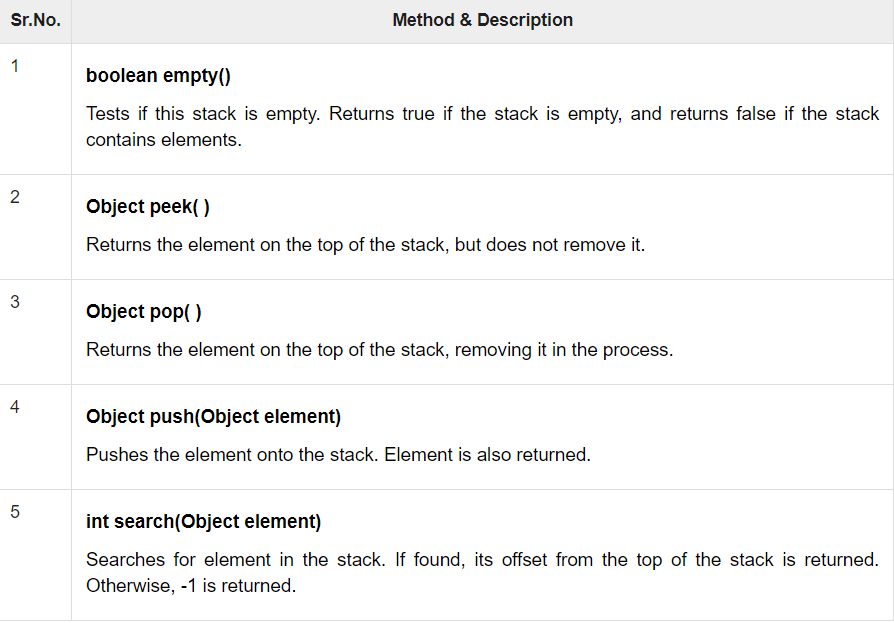 Sr.No. Method & Description
1
boolean empty()
Tests if this stack is empty. Returns true if the stack is empty, and returns false if the stack
contains elements.
2
Object peek( )
Returns the element on the top of the stack, but does not remove it.
3
Object pop( )
Returns the element on the top of the stack, removing it in the process.
4
Object push(Object element)
Pushes the element onto the stack. Element is also returned.
5
int search(Object element)
Searches for element in the stack. If found, its offset from the top of the stack is returned.
Otherwise, -1 is returned.